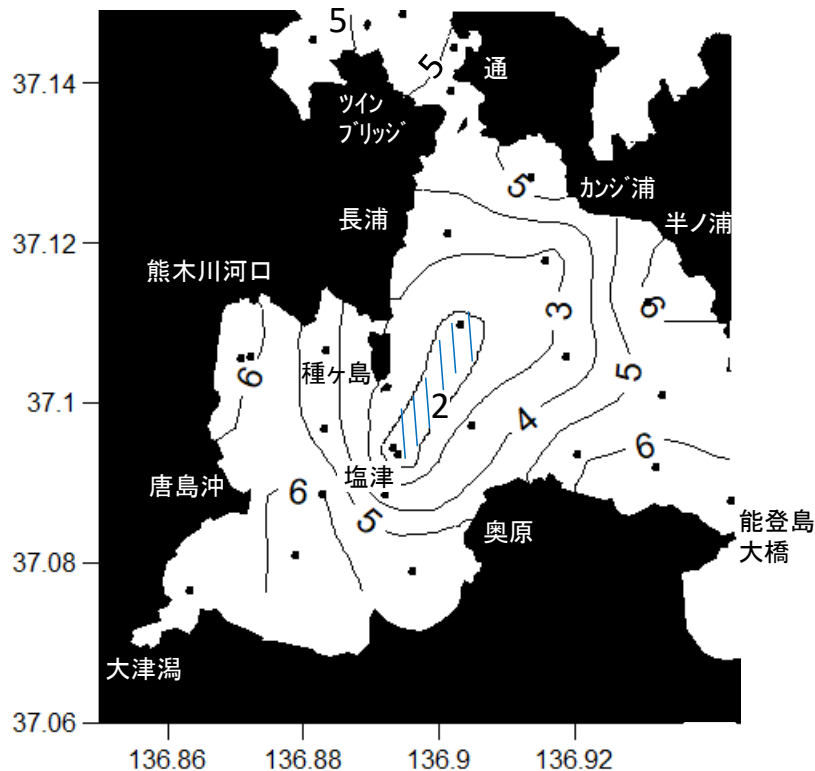 5
5
通
37.14
ツイン
ブリッジ
5
カンジ浦
長浦
半ノ浦
37.12
熊木川河口
3
6
種ヶ島
6
5
37.1
2
4
6
塩津
唐島沖
6
5
奥原
能登島
大橋
37.08
大津潟
37.06
136.86
136.88
136.9
136.92